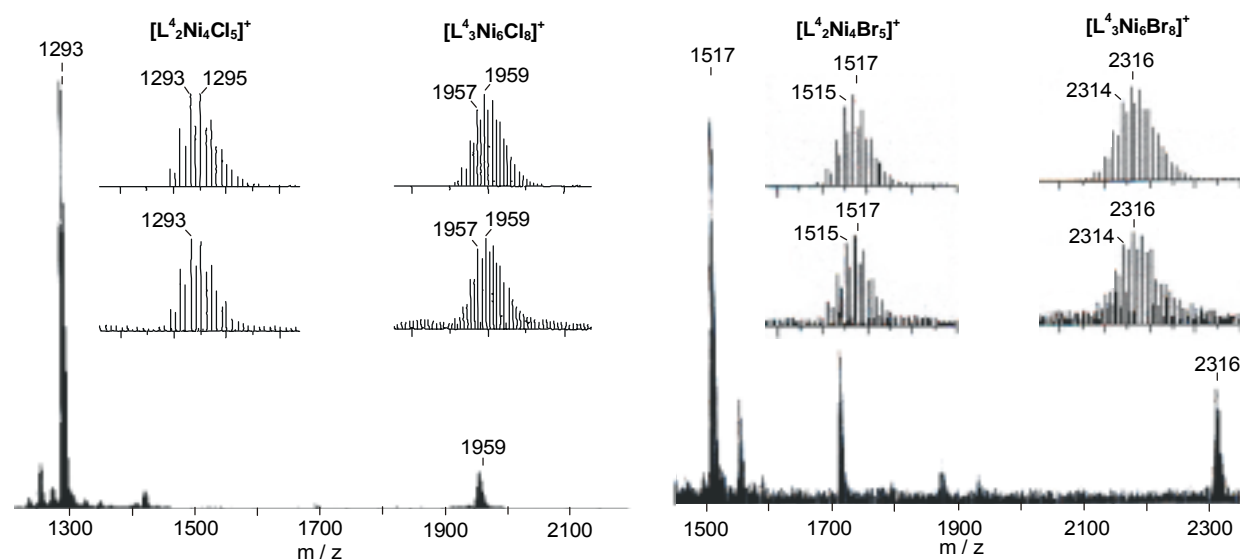 [L⁴₂Ni₄Cl₅]⁺
[L⁴₃Ni₆Cl₈]⁺
1293
1293 1295
1957 1959
1293
1957 1959
1959
1300 1500 1700 1900 2100
m / z
[L⁴₂Ni₄Br₅]⁺
[L⁴₃Ni₆Br₈]⁺
1517
1515 1517
2314 2316
1515 1517
2314 2316
2316
1500 1700 1900 2100 2300
m / z